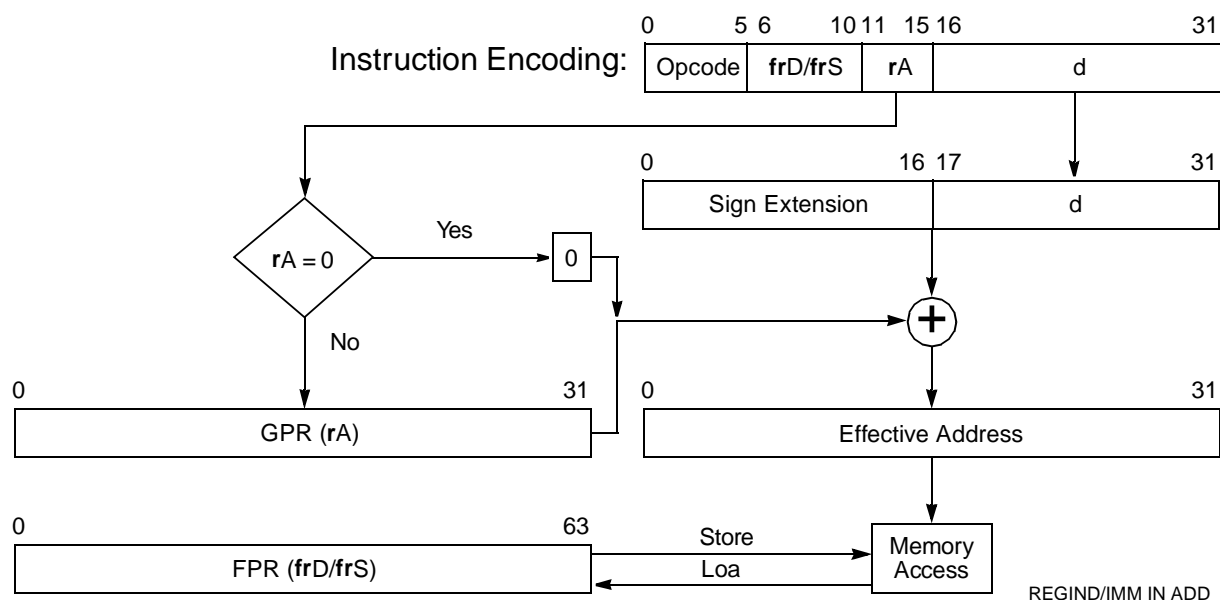 0 5 6 10 11 15 16 31
Instruction Encoding: Opcode frD/frS rA d
0 16 17 31
Sign Extension d
Yes
rA = 0 0
+
No
0 31 0 31
GPR (rA) Effective Address
0 63
Store
FPR (frD/frS) Memory
Loa Access
REGIND/IMM IN ADD